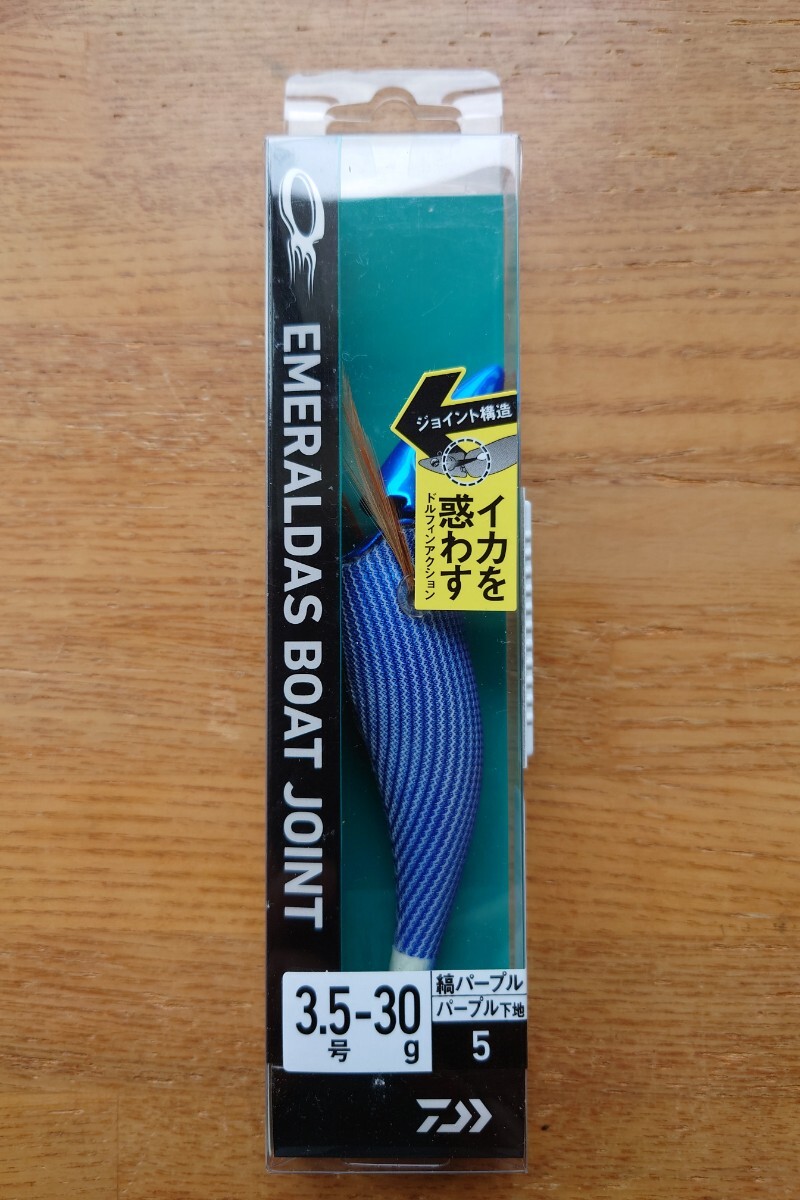 EMERALDAS BOAT JOINT
ジョイント構造
イカを
惑わす
ドルフィンアクション
3.5-30
号 g
縞パープル
パープル下地
5